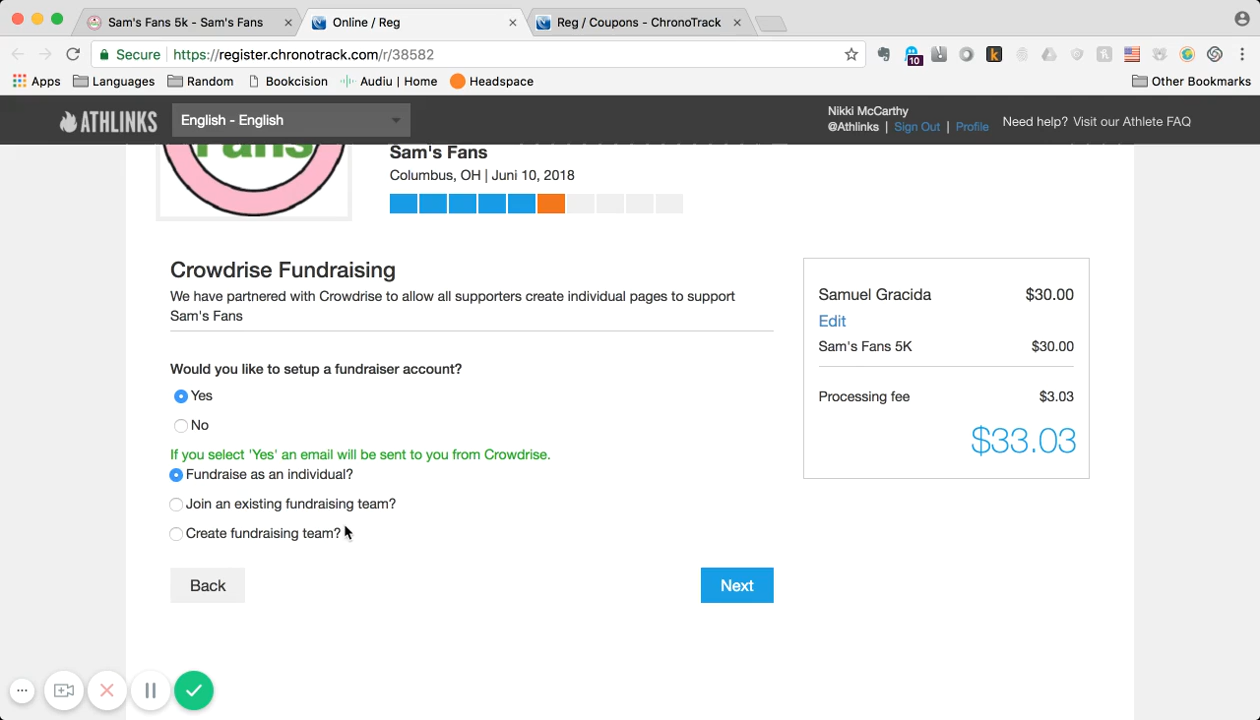 Sam's Fans 5k - Sam's Fans
Online / Reg
Reg / Coupons - ChronoTrack
Secure https://register.chronotrack.com/r/38582
10
Apps Languages Random Bookcision Audiu | Home Headspace Other Bookmarks
ATHLINKS
English - English
Nikki McCarthy
@Athlinks | Sign Out | Profile
Need help? Visit our Athlete FAQ
Fans
Sam's Fans
Columbus, OH | Juni 10, 2018
Crowdrise Fundraising
We have partnered with Crowdrise to allow all supporters create individual pages to support
Sam's Fans
Would you like to setup a fundraiser account?
Yes
No
If you select 'Yes' an email will be sent to you from Crowdrise.
Fundraise as an individual?
Join an existing fundraising team?
Create fundraising team?
Back
Next
Samuel Gracida $30.00
Edit
Sam's Fans 5K $30.00
Processing fee $3.03
$33.03